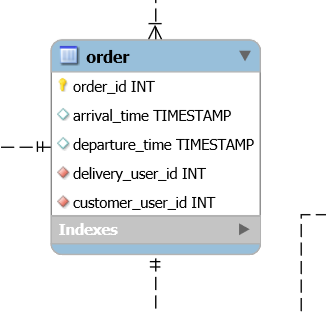 order
order_id INT
arrival_time TIMESTAMP
departure_time TIMESTAMP
delivery_user_id INT
customer_user_id INT
Indexes